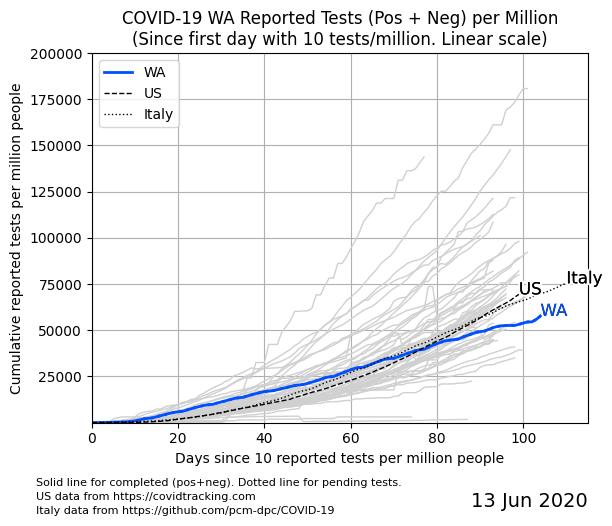 COVID-19 WA Reported Tests (Pos + Neg) per Million
(Since first day with 10 tests/million. Linear scale)
200000
175000
150000
125000
100000
75000
50000
25000
Cumulative reported tests per million people
WA
US
Italy
Italy
US
WA
0
20
40
60
80
100
Days since 10 reported tests per million people
Solid line for completed (pos+neg). Dotted line for pending tests.
US data from https://covidtracking.com
Italy data from https://github.com/pcm-dpc/COVID-19
13 Jun 2020